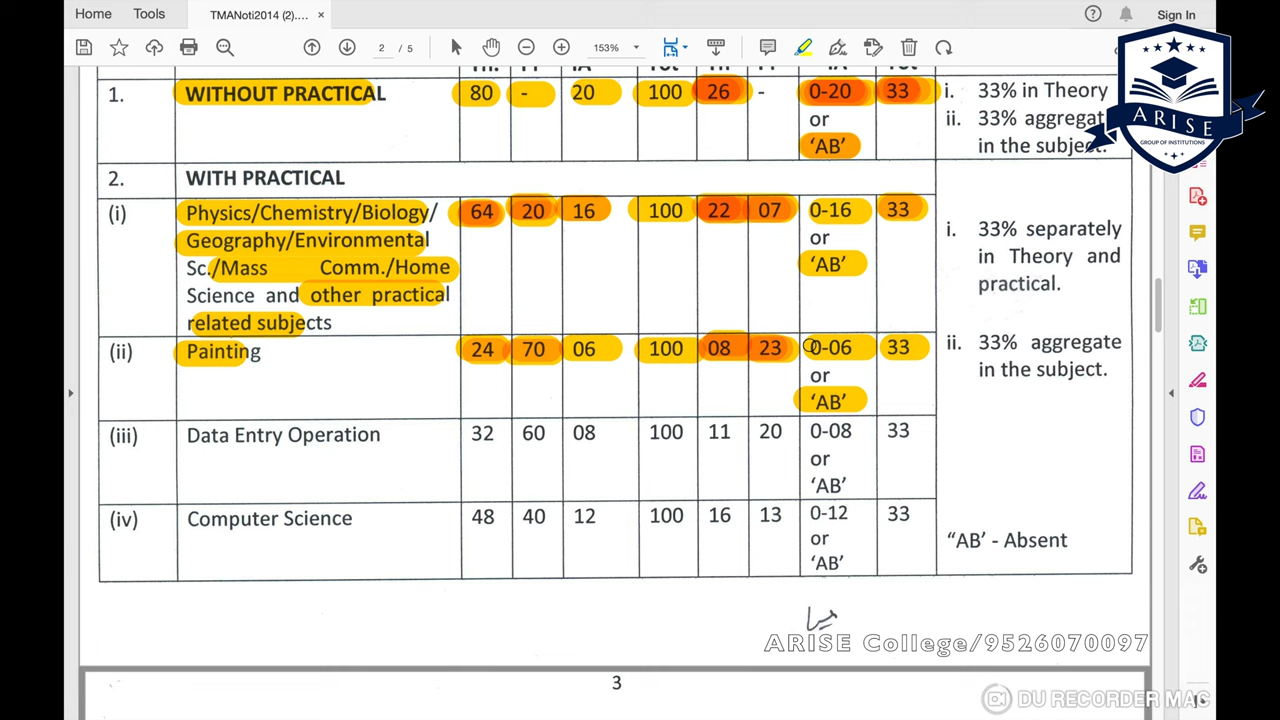 Home Tools TMANoti2014 (2).... × Sign In
2 / 5 153%
Th. IA Tot Th IA Tot
1. WITHOUT PRACTICAL 80 - 20 100 26 - 0-20 33 i. 33% in Theory
or ii. 33% aggregat
'AB' in the subject.
2. WITH PRACTICAL
(i) Physics/Chemistry/Biology/ 64 20 16 100 22 07 0-16 33
i. 33% separately
Geography/Environmental or
in Theory and
Sc./Mass Comm./Home 'AB'
practical.
Science and other practical
related subjects
(ii) Painting 24 70 06 100 08 23 0-06 33 ii. 33% aggregate
or in the subject.
'AB'
(iii) Data Entry Operation 32 60 08 100 11 20 0-08 33
or
'AB'
(iv) Computer Science 48 40 12 100 16 13 0-12 33
or "AB' - Absent
'AB'
ARISE College/9526070097
3
DU RECORDER MAC
ARISE
GROUP OF INSTITUTIONS